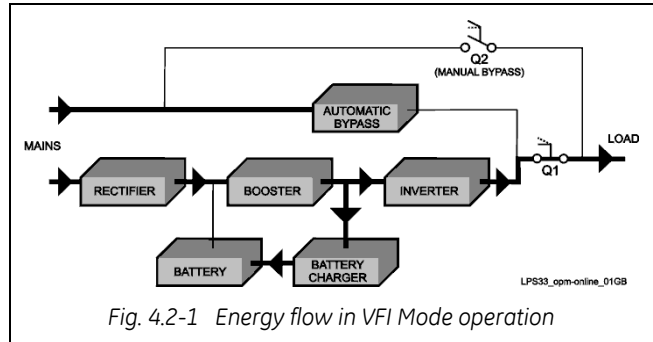 Q2
(MANUAL BYPASS)
AUTOMATIC
BYPASS
MAINS
LOAD
Q1
RECTIFIER
BOOSTER
INVERTER
BATTERY
BATTERY
CHARGER
LPS33_opm-online_01GB
Fig. 4.2-1 Energy flow in VFI Mode operation